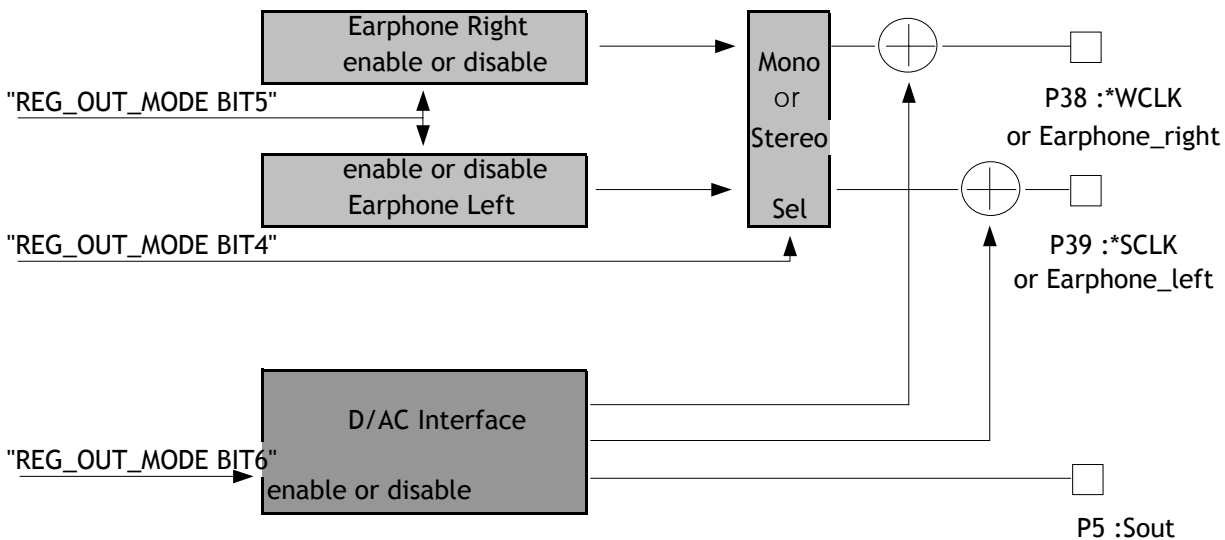 Earphone Right
enable or disable
"REG_OUT_MODE BIT5"
enable or disable
Earphone Left
"REG_OUT_MODE BIT4"
Mono
or
Stereo
Sel
P38 :*WCLK
or Earphone_right
P39 :*SCLK
or Earphone_left
D/AC Interface
"REG_OUT_MODE BIT6"
enable or disable
P5 :Sout